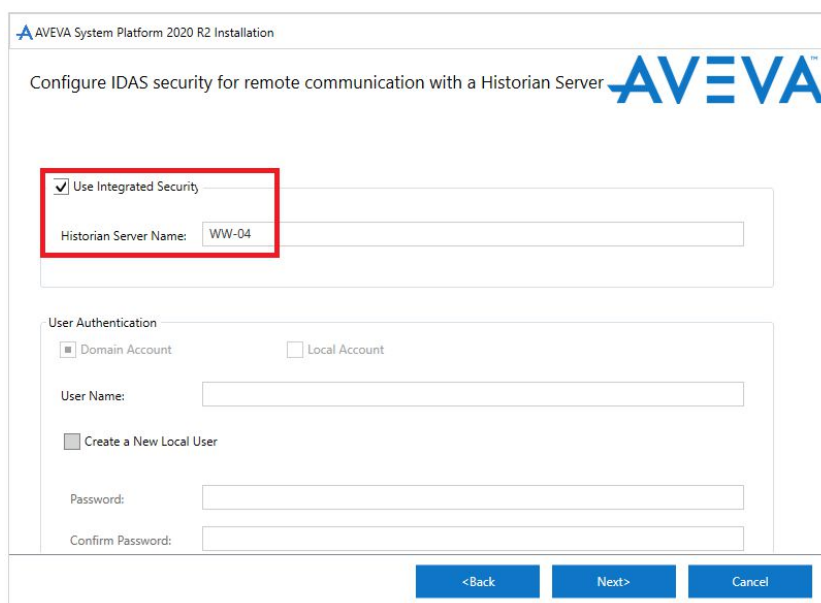 AVEVA System Platform 2020 R2 Installation
Configure IDAS security for remote communication with a Historian Server
AVEVA™
Use Integrated Security
Historian Server Name: WW-04
User Authentication
Domain Account Local Account
User Name:
Create a New Local User
Password:
Confirm Password:
<Back Next> Cancel